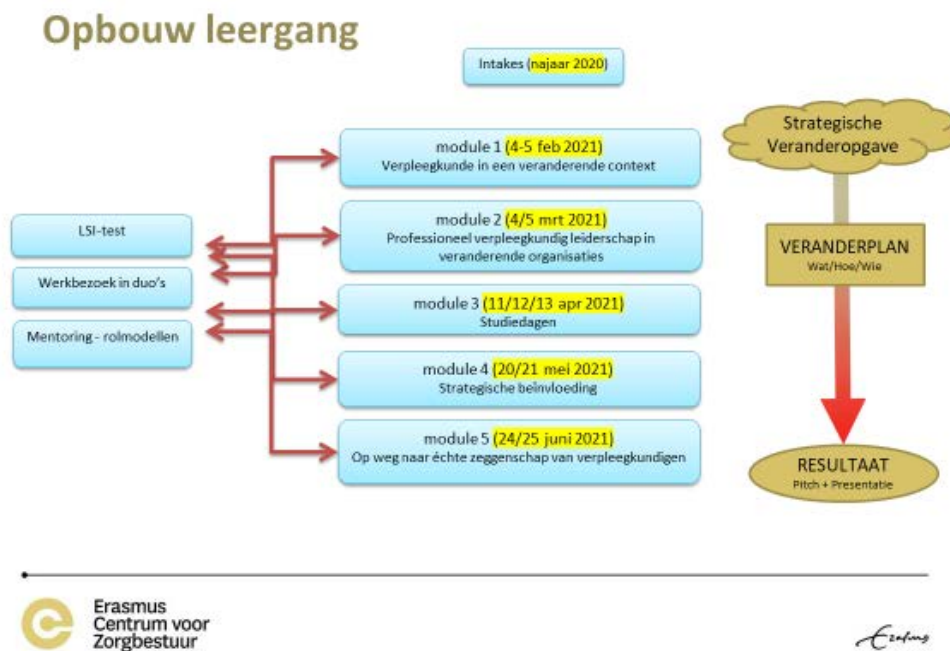 Opbouw leergang
Intakes (najaar 2020)
module 1 (4-5 feb 2021)
Verpleegkunde in een veranderende context
module 2 (4/5 mrt 2021)
Professioneel verpleegkundig leiderschap in
veranderende organisaties
module 3 (11/12/13 apr 2021)
Studiedagen
module 4 (20/21 mei 2021)
Strategische beïnvloeding
module 5 (24/25 juni 2021)
Op weg naar échte zeggenschap van verpleegkundigen
LSI-test
Werkbezoek in duo's
Mentoring - rolmodellen
Strategische
Veranderopgave
VERANDERPLAN
Wat/Hoe/Wie
RESULTAAT
Pitch + Presentatie
Erasmus
Centrum voor
Zorgbestuur
Erasmus